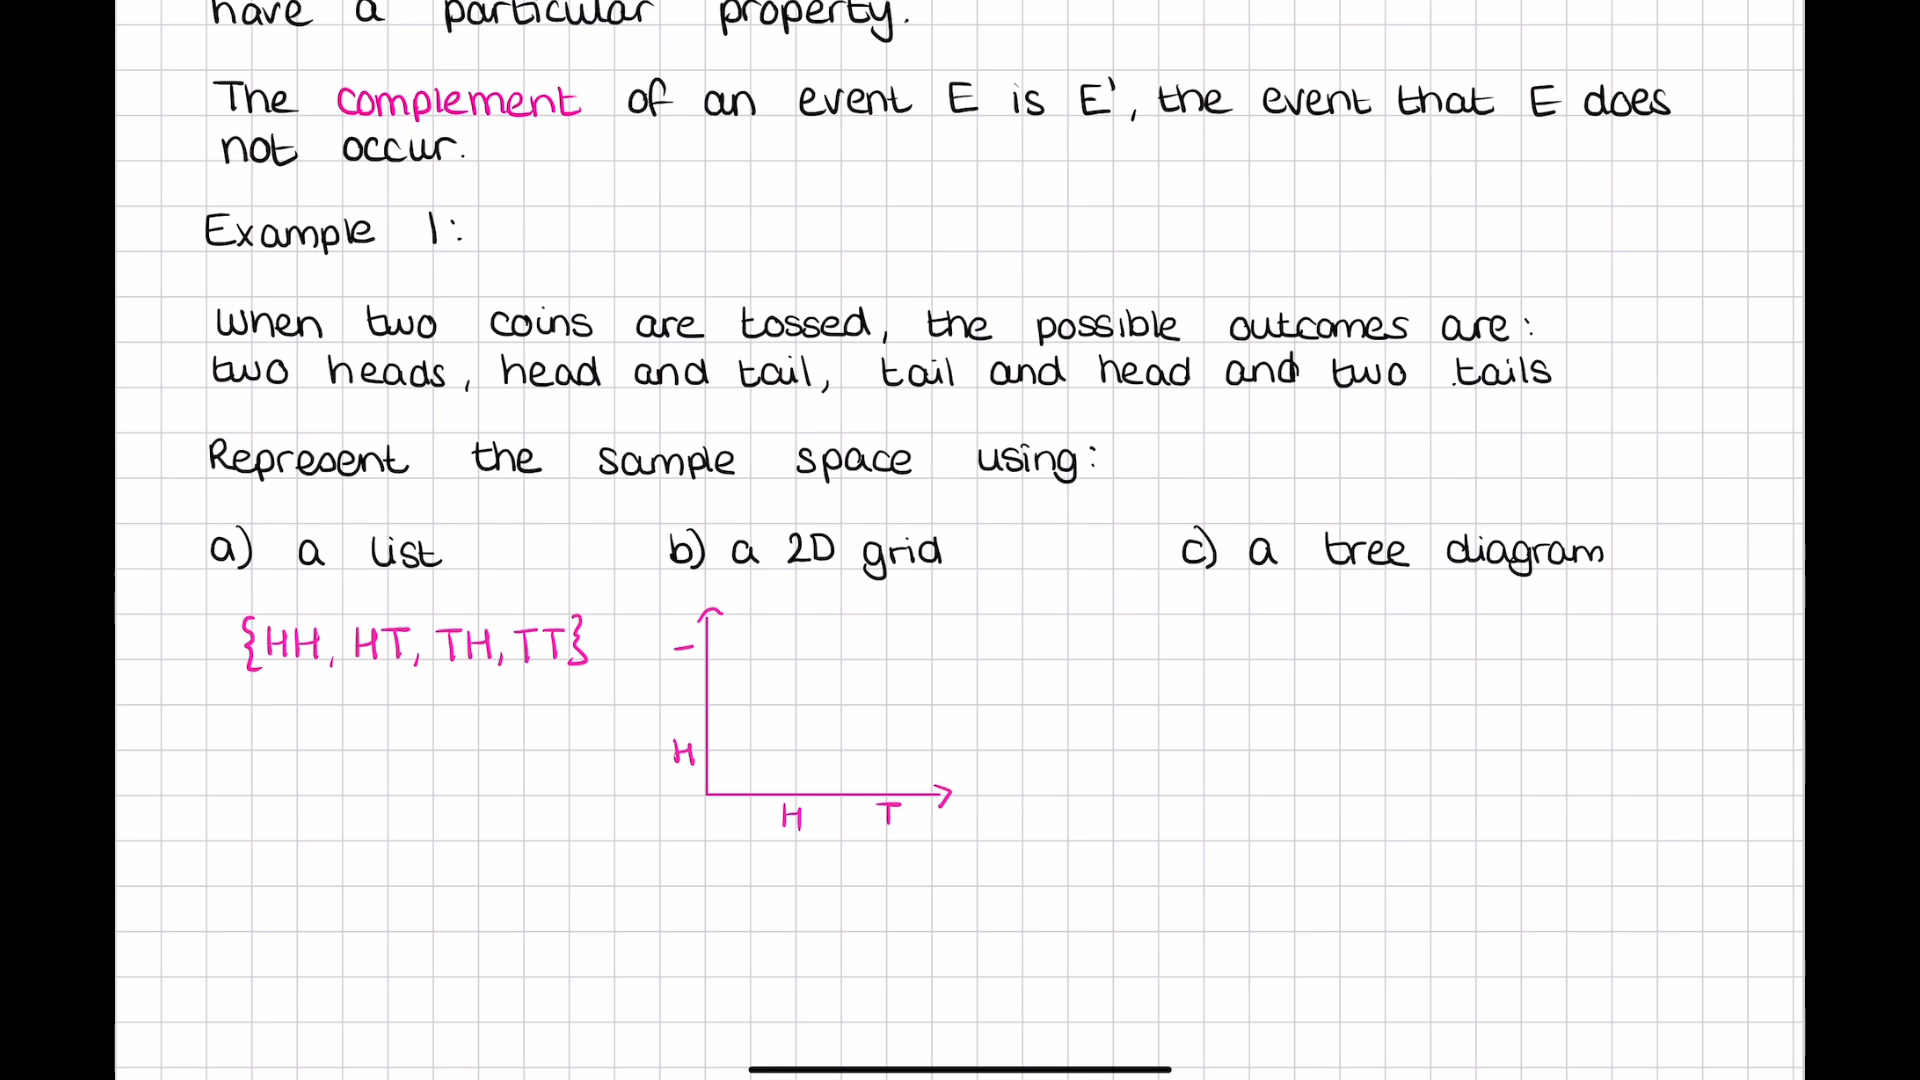 have a particular property.
The complement of an event E is E', the event that E does
not occur.
Example 1:
When two coins are tossed, the possible outcomes are:
two heads, head and tail, tail and head and two tails
Represent the sample space using:
a) a list
b) a 2D grid
c) a tree diagram
{HH, HT, TH, TT}
H
H T